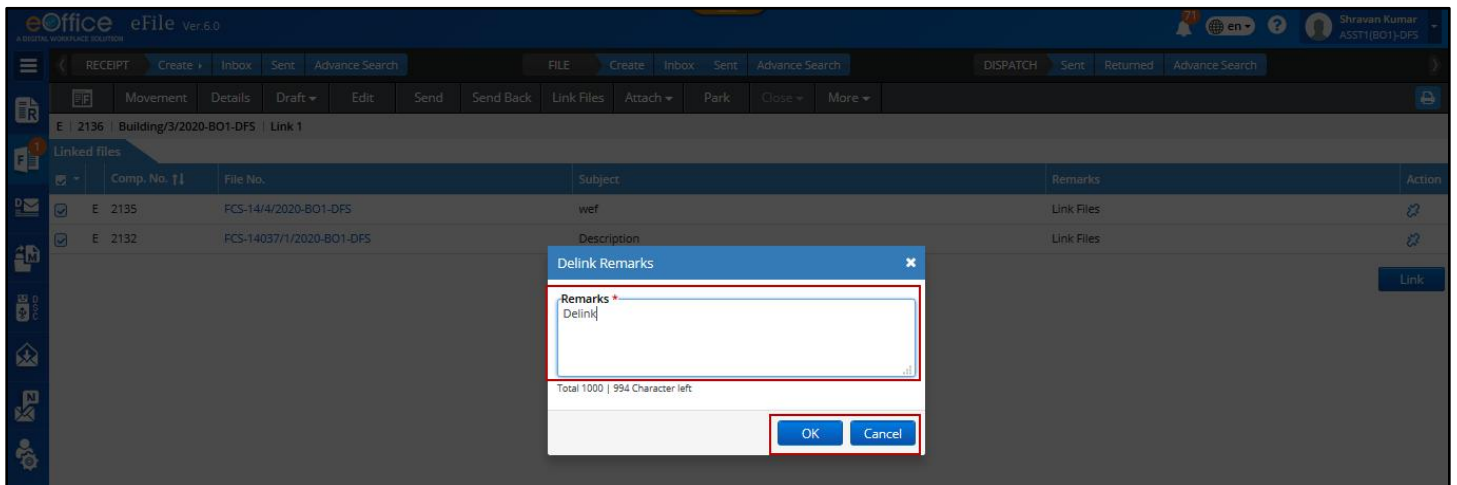 eOffice eFile Ver.6.0
A DIGITAL WORKPLACE SOLUTION
71 en ? Shravan Kumar
ASST1(BO1)-DFS
RECEIPT Create Inbox Sent Advance Search FILE Create Inbox Sent Advance Search DISPATCH Sent Returned Advance Search
Movement Details Draft Edit Send Send Back Link Files Attach Park Close More
E | 2136 | Building/3/2020-BO1-DFS | Link 1
Linked files
Comp. No. File No. Subject Remarks Action
E 2135 FCS-14/4/2020-BO1-DFS wef Link Files
E 2132 FCS-14037/1/2020-BO1-DFS Description Link Files
Link
Delink Remarks ×
Remarks *
Delink
Total 1000 | 994 Character left
OK Cancel
R
1
F
D
M
DSC
N